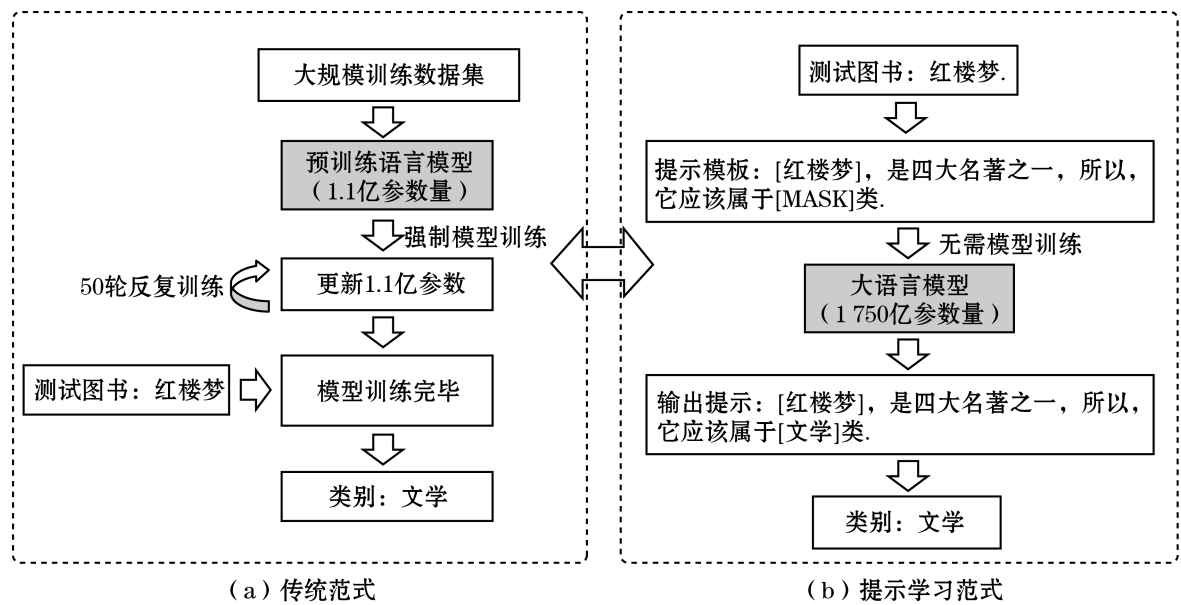 大规模训练数据集
预训练语言模型
（1.1亿参数量）
强制模型训练
50轮反复训练
更新1.1亿参数
测试图书：红楼梦
模型训练完毕
类别：文学
（a）传统范式
测试图书：红楼梦.
提示模板：[红楼梦]，是四大名著之一，所以，
它应该属于[MASK]类.
无需模型训练
大语言模型
（1 750亿参数量）
输出提示：[红楼梦]，是四大名著之一，所以，
它应该属于[文学]类.
类别：文学
（b）提示学习范式